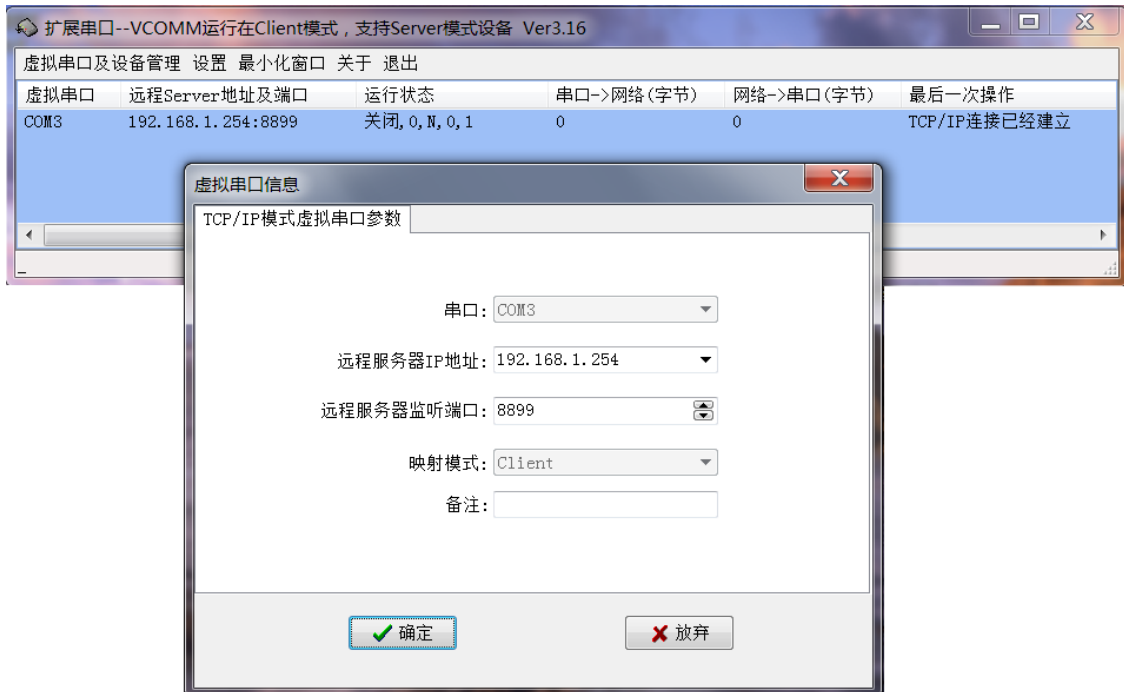 扩展串口--VCOMM运行在Client模式，支持Server模式设备 Ver3.16
虚拟串口及设备管理 设置 最小化窗口 关于 退出
虚拟串口 远程Server地址及端口 运行状态 串口->网络(字节) 网络->串口(字节) 最后一次操作
COM3 192.168.1.254:8899 关闭,0,N,0,1 0 0 TCP/IP连接已经建立
虚拟串口信息
TCP/IP模式虚拟串口参数
串口: COM3
远程服务器IP地址: 192.168.1.254
远程服务器监听端口: 8899
映射模式: Client
备注:
确定 放弃